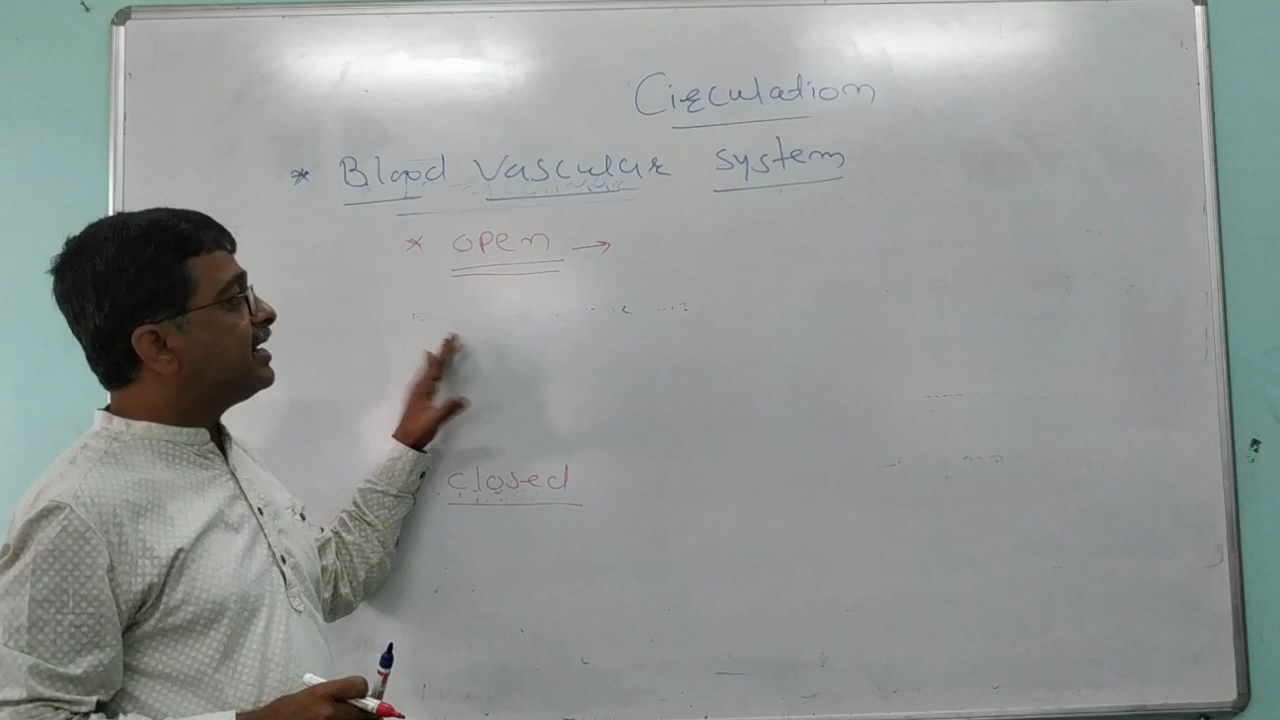 Circulation
* Blood Vascular system
* open →
closed